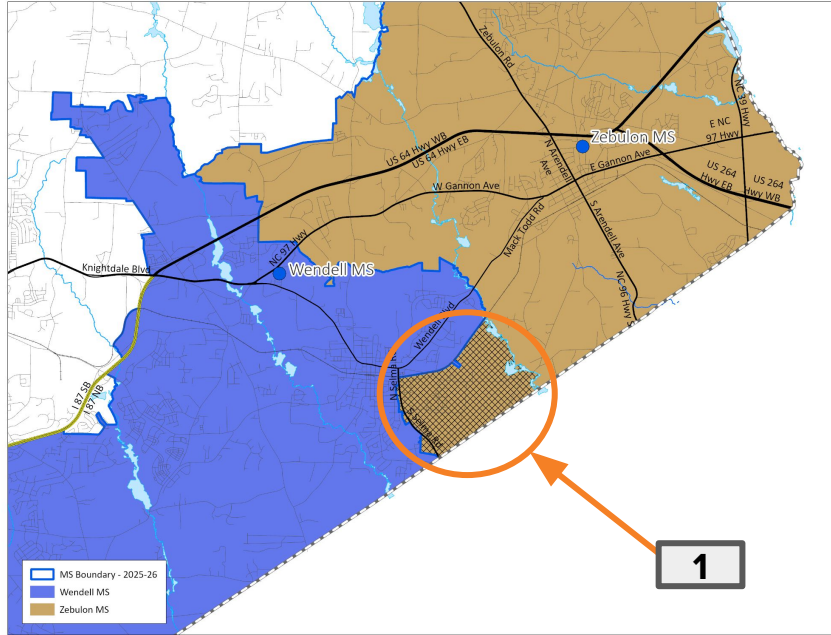 Zebulon Rd
NC 39 Hwy
E NC
97 Hwy
Zebulon MS
US 64 Hwy WB
US 64 Hwy EB
N Arendell
Ave
E Gannon Ave
US 264
Hwy EB
US 264
Hwy WB
W Gannon Ave
Mack Todd Rd
S Arendell Ave
NC 97 Hwy
Knightdale Blvd
Wendell MS
NC 96 Hwy S
Wendell Blvd
I 87 SB
I 87 NB
N Selma Rd
S Selma Rd
1
MS Boundary - 2025-26
Wendell MS
Zebulon MS